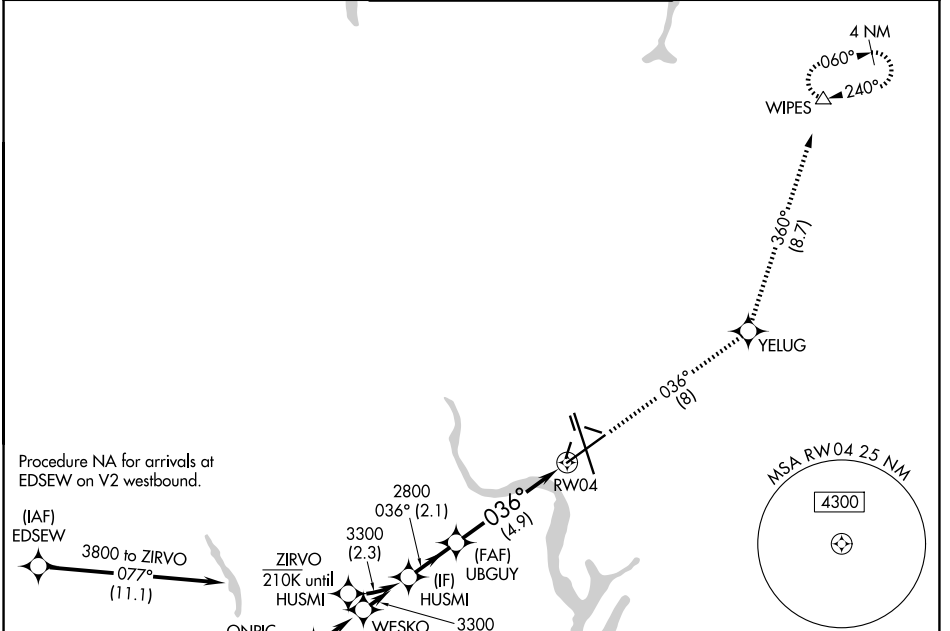 4 NM
060°
240°
WIPES
360°
(8.7)
YELUG
036°
(8)
RW04
MSA RW04 25 NM
4300
Procedure NA for arrivals at
EDSEW on V2 westbound.
(IAF)
EDSEW
3800 to ZIRVO
077°
(11.1)
ZIRVO
210K until
HUSMI
3300
(2.3)
2800
036° (2.1)
036°
(4.9)
(FAF)
UBGUY
(IF)
HUSMI
WESKO
3300